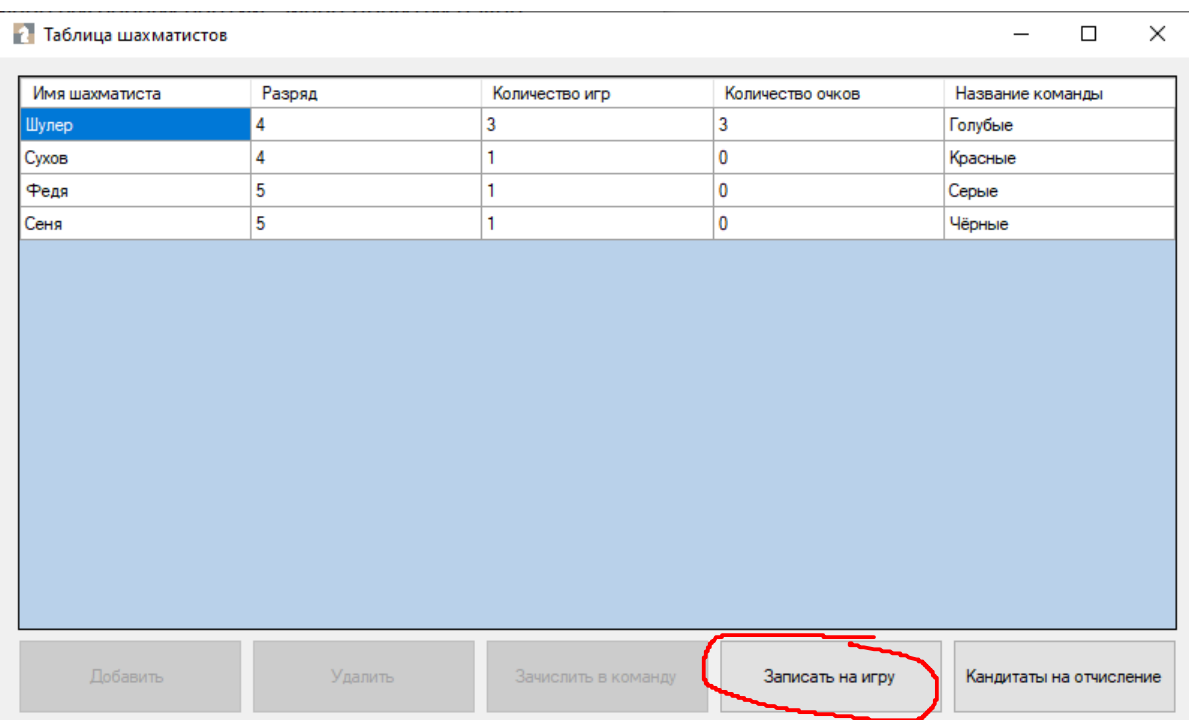 Таблица шахматистов
Имя шахматиста Разряд Количество игр Количество очков Название команды
Шулер 4 3 3 Голубые
Сухов 4 1 0 Красные
Федя 5 1 0 Серые
Сеня 5 1 0 Чёрные
Добавить Удалить Зачислить в команду Записать на игру Кандитаты на отчисление